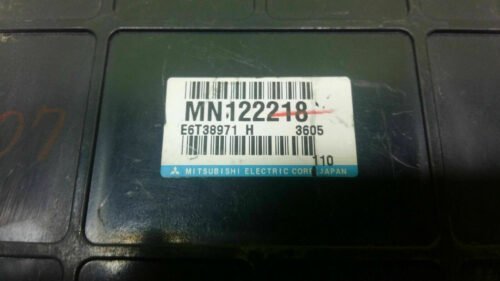 MN122218
E6T38971 H 3605
110
MITSUBISHI ELECTRIC CORP. JAPAN